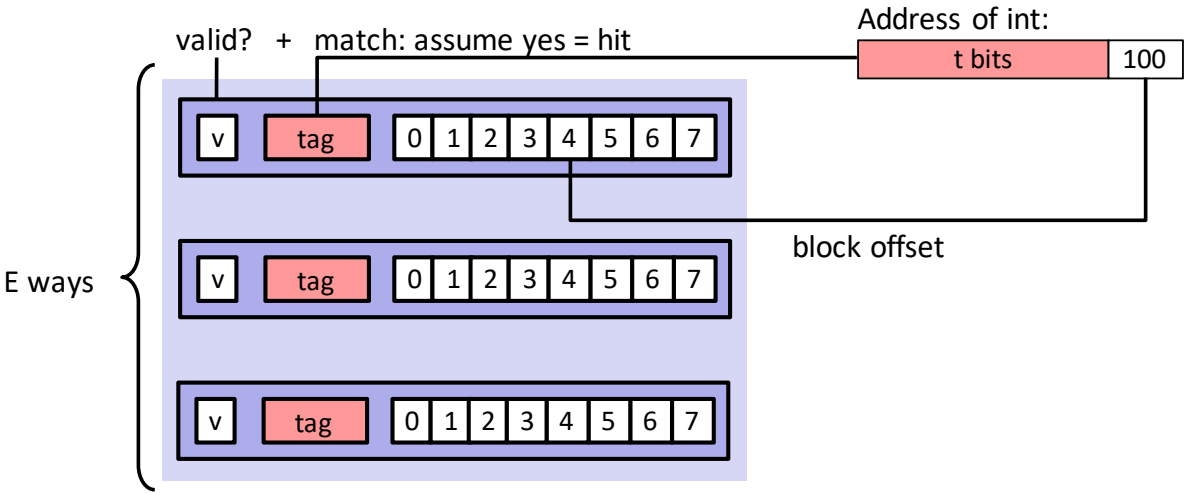 Address of int:
valid? + match: assume yes = hit
t bits 100
v tag 0 1 2 3 4 5 6 7
block offset
E ways
v tag 0 1 2 3 4 5 6 7
v tag 0 1 2 3 4 5 6 7